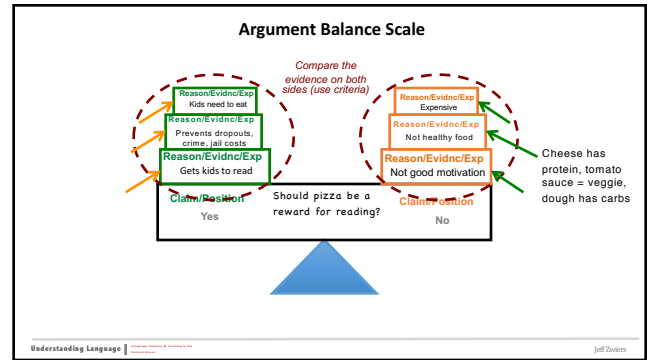 Argument Balance Scale
Compare the
evidence on both
sides (use criteria)
Reason/Evidnc/Exp
Kids need to eat
Reason/Evidnc/Exp
Prevents dropouts,
crime, jail costs
Reason/Evidnc/Exp
Gets kids to read
Reason/Evidnc/Exp
Expensive
Reason/Evidnc/Exp
Not healthy food
Reason/Evidnc/Exp
Not good motivation
Cheese has
protein, tomato
sauce = veggie,
dough has carbs
Claim/Position
Yes
Should pizza be a
reward for reading?
Claim/Position
No
Understanding Language
Jeff Zwiers